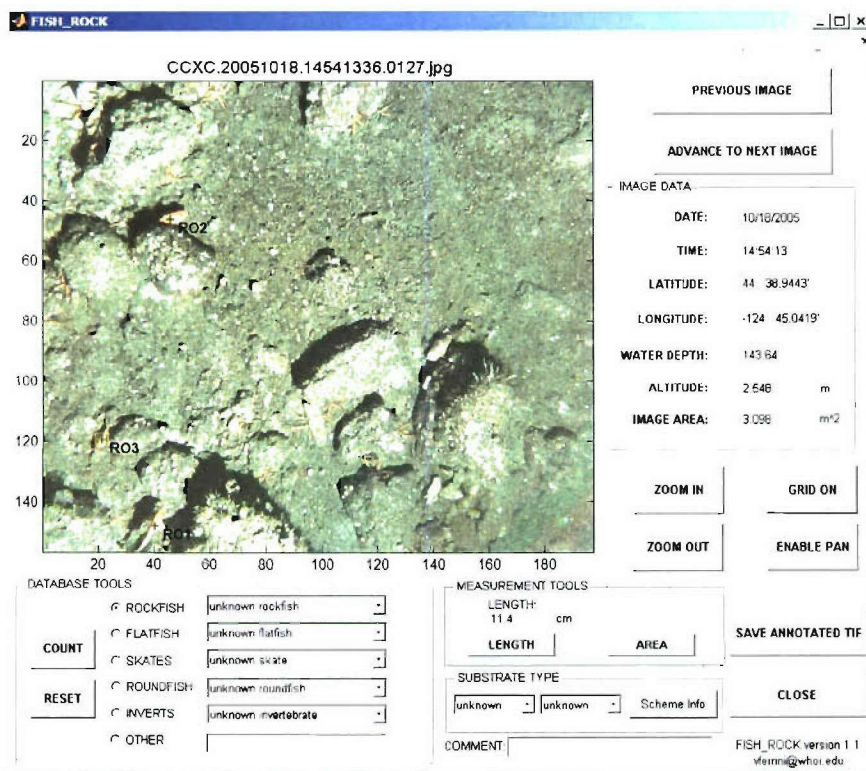 FISH_ROCK
CCXC.20051018.14541336.0127.jpg
20
40
60
80
100
120
140
20 40 60 80 100 120 140 160 180
RO2
RO3
RO1
PREVIOUS IMAGE
ADVANCE TO NEXT IMAGE
IMAGE DATA
DATE: 10/18/2005
TIME: 14:54:13
LATITUDE: 44 38.9443'
LONGITUDE: -124 45.0419'
WATER DEPTH: 143.64
ALTITUDE: 2.548 m
IMAGE AREA: 3.098 m^2
ZOOM IN
GRID ON
ZOOM OUT
ENABLE PAN
DATABASE TOOLS
COUNT
RESET
ROCKFISH unknown rockfish
FLATFISH unknown flatfish
SKATES unknown skate
ROUNDFISH unknown roundfish
INVERTS unknown invertebrate
OTHER
MEASUREMENT TOOLS
LENGTH:
11.4 cm
LENGTH
AREA
SUBSTRATE TYPE
unknown unknown Scheme Info
COMMENT:
SAVE ANNOTATED TIF
CLOSE
FISH_ROCK version 1.1
vferrini@whoi.edu